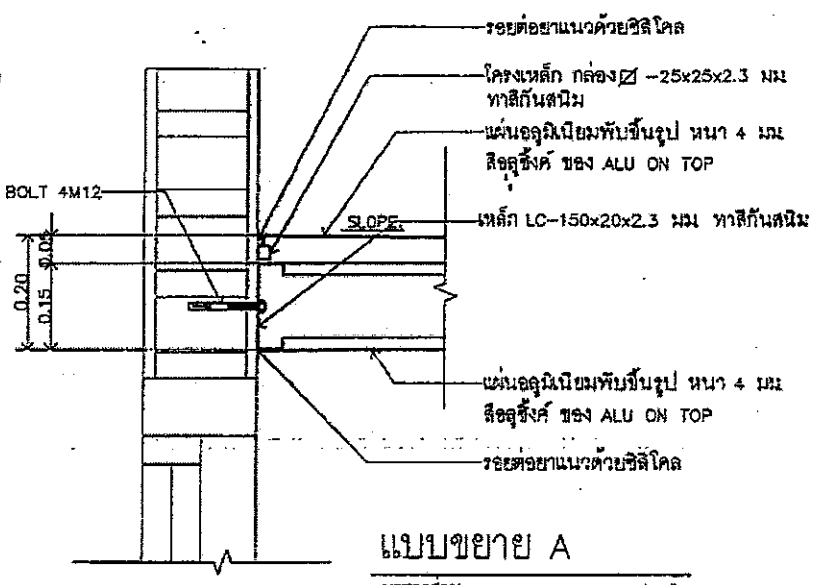 รอยต่อยาแนวด้วยซิลิโคล
โครงเหล็ก กล่อง -25x25x2.3 มม
ทาสีกันสนิม
แผ่นอลูมิเนียมพับขึ้นรูป หนา 4 มม
สีอลูซิ้งค์ ของ ALU ON TOP
BOLT 4M12
SLOPE
เหล็ก LC-150x20x2.3 มม ทาสีกันสนิม
0.05
0.20
0.15
แผ่นอลูมิเนียมพับขึ้นรูป หนา 4 มม
สีอลูซิ้งค์ ของ ALU ON TOP
รอยต่อยาแนวด้วยซิลิโคล
แบบขยาย A